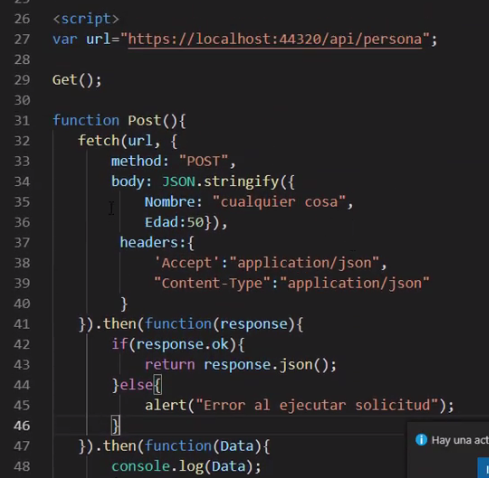 26 <script>
27 var url="https://localhost:44320/api/persona";
28
29 Get();
30
31 function Post(){
32 fetch(url, {
33 method: "POST",
34 body: JSON.stringify({
35 Nombre: "cualquier cosa",
36 Edad:50}),
37 headers:{
38 'Accept':"application/json",
39 "Content-Type":"application/json"
40 }
41 }).then(function(response){
42 if(response.ok){
43 return response.json();
44 }else{
45 alert("Error al ejecutar solicitud");
46 }
Hay una act
47 }).then(function(Data){
48 console.log(Data);